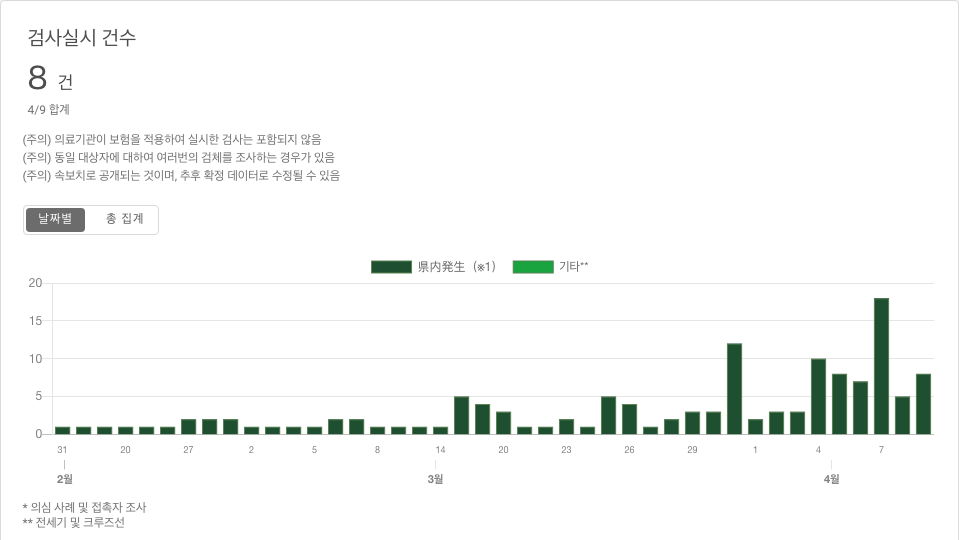 검사실시 건수
8 건
4/9 합계
(주의) 의료기관이 보험을 적용하여 실시한 검사는 포함되지 않음
(주의) 동일 대상자에 대하여 여러번의 검체를 조사하는 경우가 있음
(주의) 속보치로 공개되는 것이며, 추후 확정 데이터로 수정될 수 있음
날짜별 총 집계
県内発生（※1） 기타**
20
15
10
5
0
31 20 27 2 5 8 14 20 23 26 29 1 4 7
2월 3월 4월
* 의심 사례 및 접촉자 조사
** 전세기 및 크루즈선